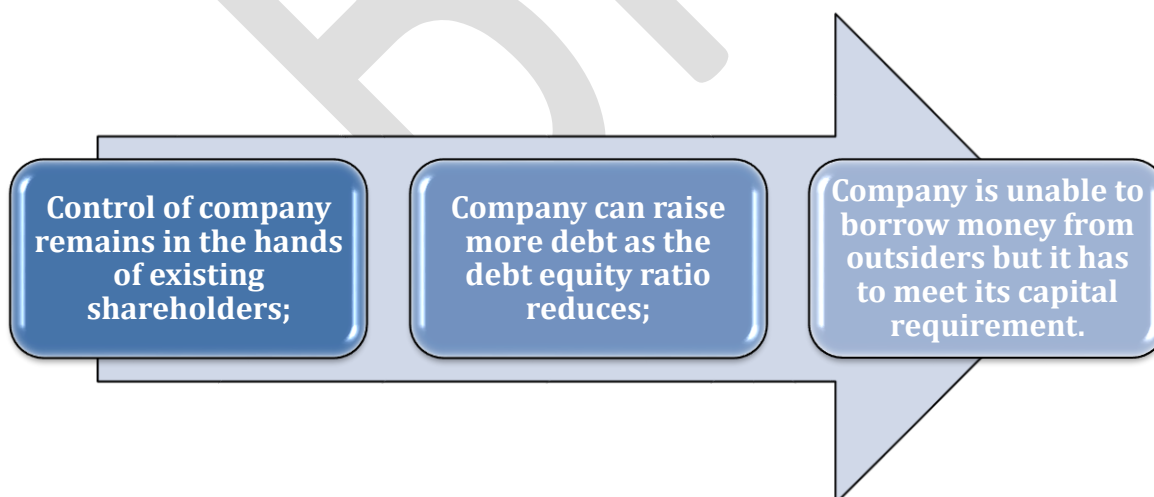 Control of company
remains in the hands
of existing
shareholders;
Company can raise
more debt as the
debt equity ratio
reduces;
Company is unable to
borrow money from
outsiders but it has
to meet its capital
requirement.